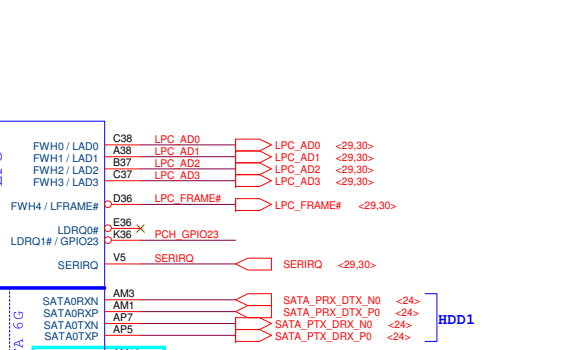 FWH0 / LAD0 C38 LPC_AD0 LPC_AD0 <29,30>
FWH1 / LAD1 A38 LPC_AD1 LPC_AD1 <29,30>
FWH2 / LAD2 B37 LPC_AD2 LPC_AD2 <29,30>
FWH3 / LAD3 C37 LPC_AD3 LPC_AD3 <29,30>
FWH4 / LFRAME# D36 LPC_FRAME# LPC_FRAME# <29,30>
LDRQ0# E36
LDRQ1# / GPIO23 K36 PCH_GPIO23
SERIRQ V5 SERIRQ SERIRQ <29,30>
SATA0RXN AM3 SATA_PRX_DTX_N0 <24>
SATA0RXP AM1 SATA_PRX_DTX_P0 <24>
SATA0TXN AP7 SATA_PTX_DRX_N0 <24>
SATA0TXP AP5 SATA_PTX_DRX_P0 <24>
HDD1
6G